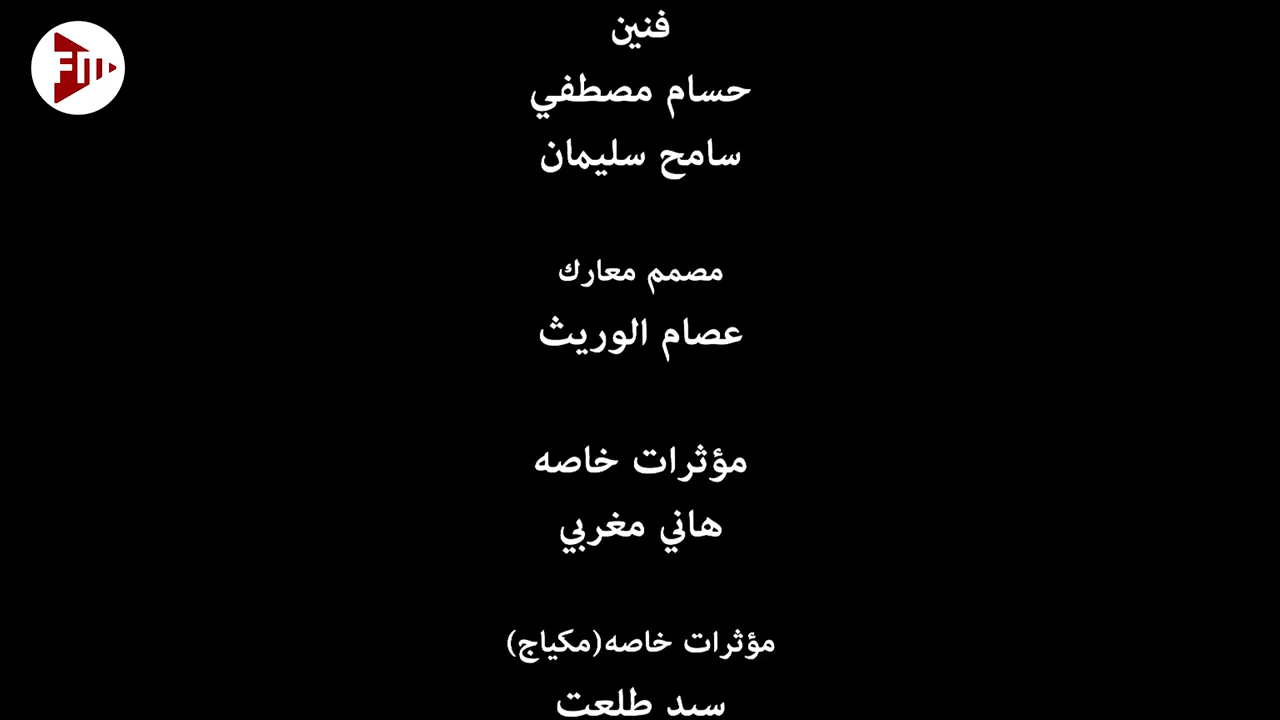 فنين
حسام مصطفي
سامح سليمان
مصمم معارك
عصام الوريث
مؤثرات خاصه
هاني مغربي
مؤثرات خاصه(مكياج)
سيد طلعت